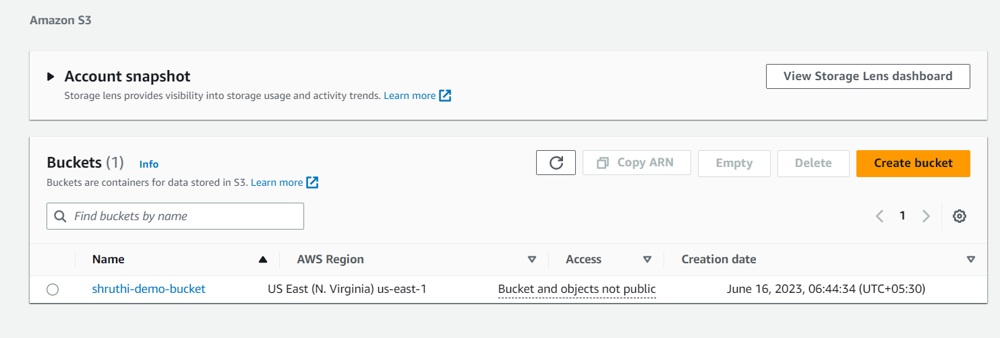 Amazon S3
Account snapshot
View Storage Lens dashboard
Storage lens provides visibility into storage usage and activity trends. Learn more
Buckets (1) Info
Copy ARN Empty Delete Create bucket
Buckets are containers for data stored in S3. Learn more
Find buckets by name
1
Name AWS Region Access Creation date
shruthi-demo-bucket US East (N. Virginia) us-east-1 Bucket and objects not public June 16, 2023, 06:44:34 (UTC+05:30)